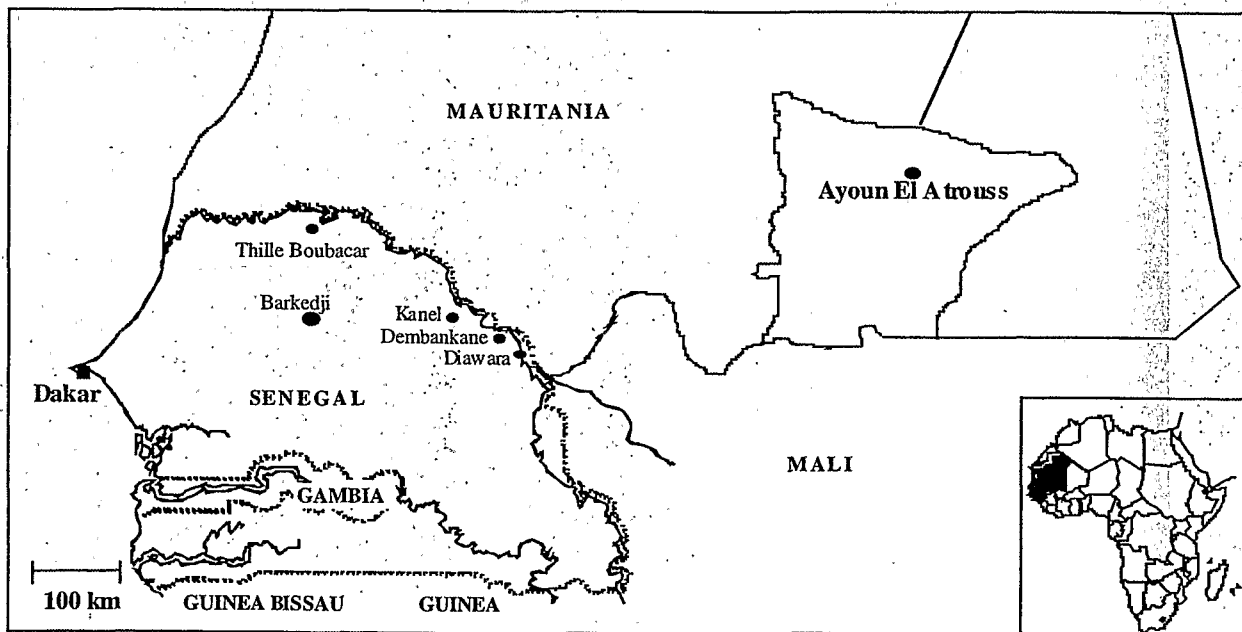 MAURITANIA
Ayoun El Atrouss
Thille Boubacar
Barkedji
Kanel
Dembankane
Diawara
Dakar
SENEGAL
MALI
GAMBIA
100 km
GUINEA BISSAU
GUINEA